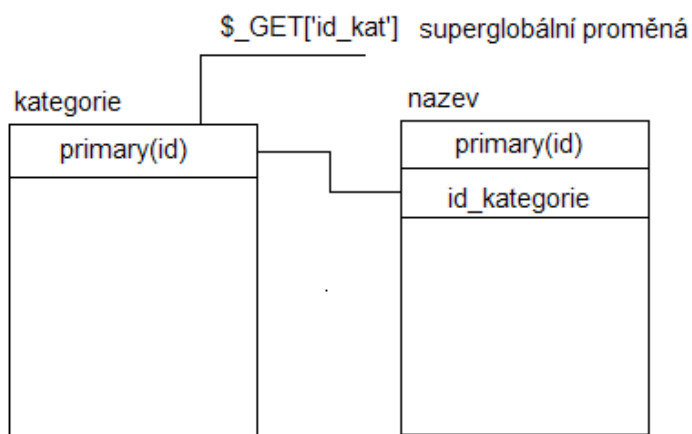 $_GET['id_kat'] superglobální proměná
kategorie
primary(id)
nazev
primary(id)
id_kategorie